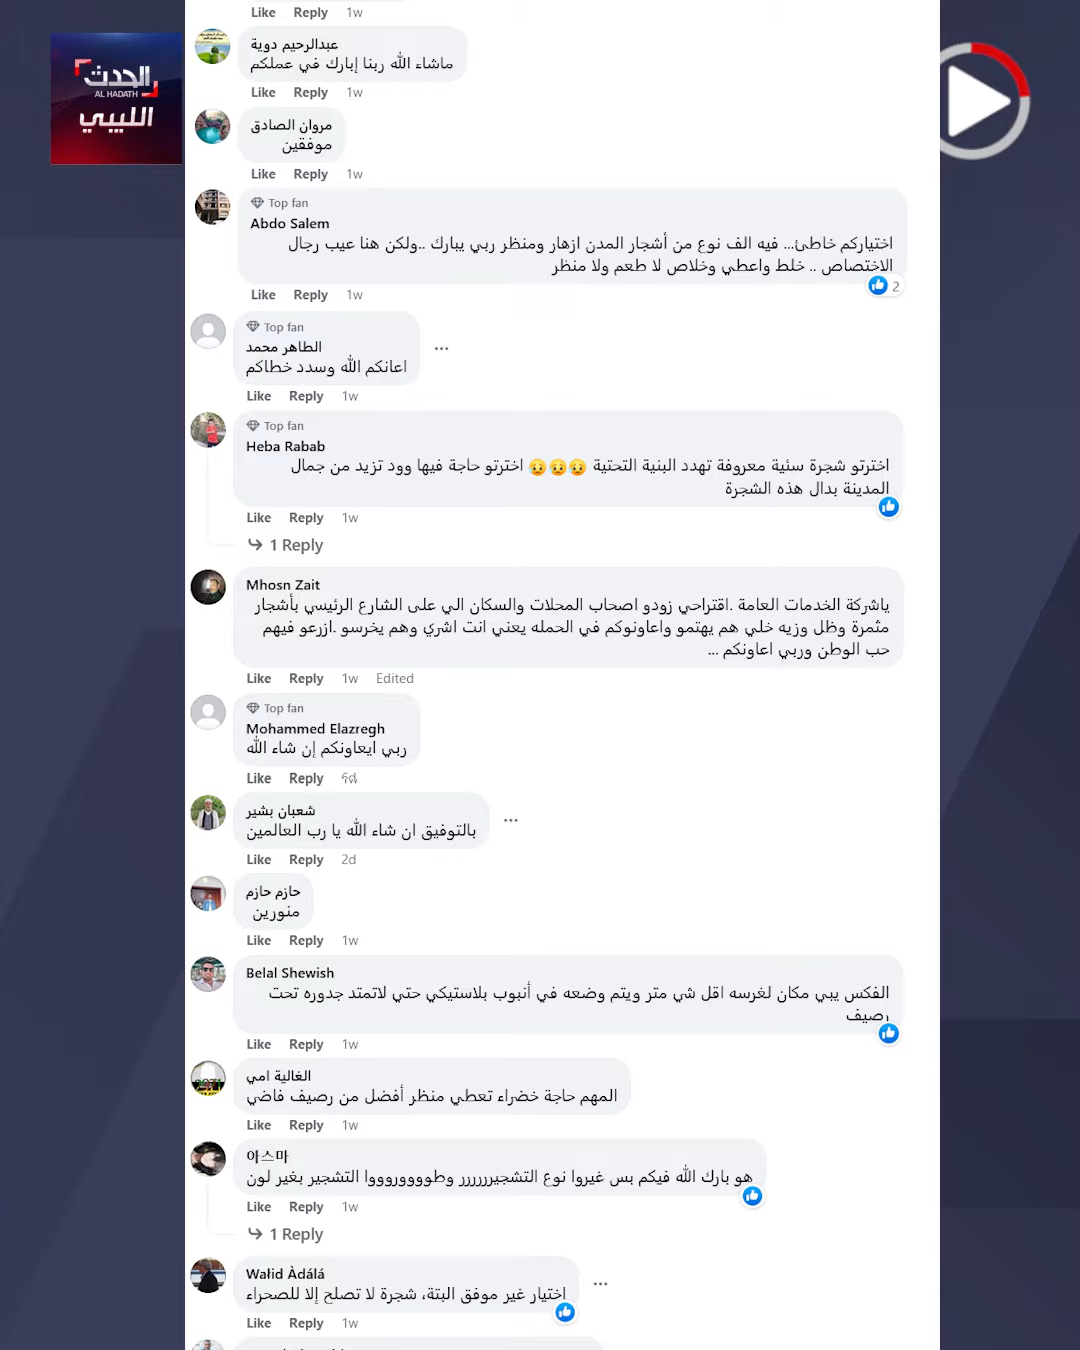 Like Reply 1w
الحدث
AL HADATH
الليبي
عبدالرحيم دوية
ماشاء الله ربنا إبارك في عملكم
Like Reply 1w
مروان الصادق
موفقين
Like Reply 1w
Top fan
Abdo Salem
اختياركم خاطئ... فيه الف نوع من أشجار المدن ازهار ومنظر ربي يبارك ..ولكن هنا عيب رجال
الاختصاص .. خلط واعطي وخلاص لا طعم ولا منظر
2
Like Reply 1w
Top fan
الطاهر محمد
اعانكم الله وسدد خطاكم
Like Reply 1w
Top fan
Heba Rabab
اخترتو شجرة سئية معروفة تهدد البنية التحتية 😥😥😥 اخترتو حاجة فيها وود تزيد من جمال
المدينة بدال هذه الشجرة
Like Reply 1w
1 Reply
Mhosn Zait
ياشركة الخدمات العامة .اقتراحي زودو اصحاب المحلات والسكان الي على الشارع الرئيسي بأشجار
مثمرة وظل وزيه خلي هم يهتمو واعاونوكم في الحمله يعني انت اشري وهم يخرسو .ازرعو فيهم
حب الوطن وربي اعاونكم ...
Like Reply 1w Edited
Top fan
Mohammed Elazregh
ربي ايعاونكم إن شاء الله
Like Reply
شعبان بشير
بالتوفيق ان شاء الله يا رب العالمين
Like Reply 2d
حازم حازم
منورين
Like Reply 1w
Belal Shewish
الفكس يبي مكان لغرسه اقل شي متر ويتم وضعه في أنبوب بلاستيكي حتي لاتمتد جدوره تحت
رصيف
Like Reply 1w
الغالية امي
المهم حاجة خضراء تعطي منظر أفضل من رصيف فاضي
Like Reply 1w
아스마
هو بارك الله فيكم بس غيروا نوع التشجيرررررر وطووووروووا التشجير بغير لون
Like Reply 1w
1 Reply
Wałid Àdálá
اختيار غير موفق البتة، شجرة لا تصلح إلا للصحراء
Like Reply 1w